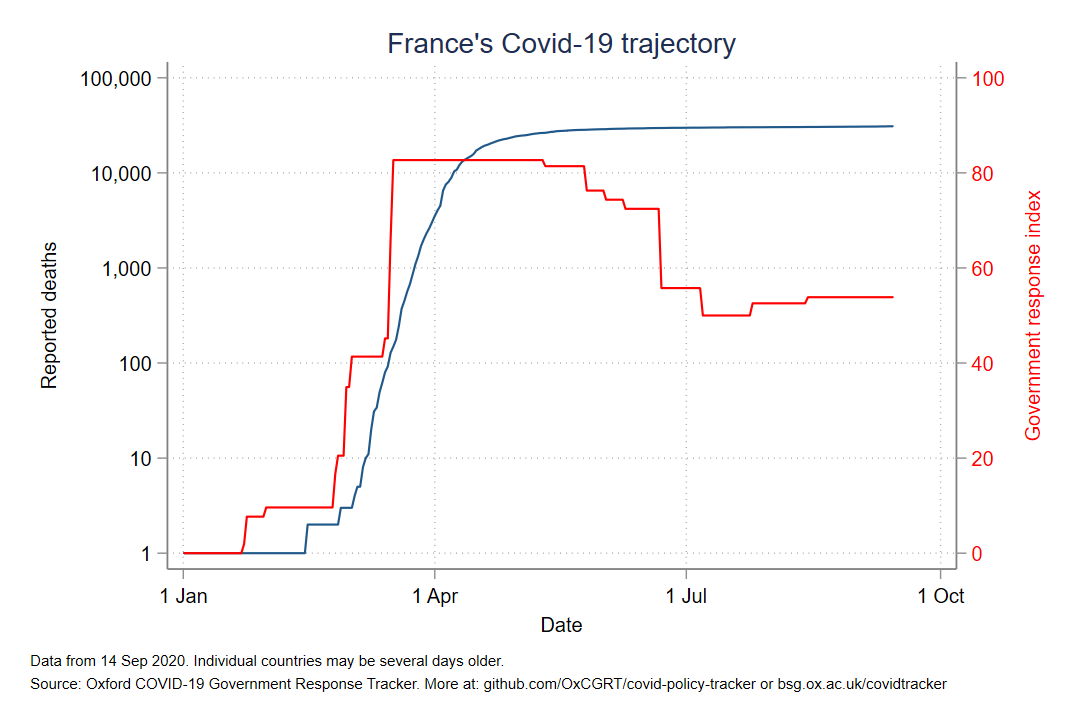 France's Covid-19 trajectory
100,000
10,000
1,000
100
10
1
Reported deaths
100
80
60
40
20
0
Government response index
1 Jan
1 Apr
1 Jul
1 Oct
Date
Data from 14 Sep 2020. Individual countries may be several days older.
Source: Oxford COVID-19 Government Response Tracker. More at: github.com/OxCGRT/covid-policy-tracker or bsg.ox.ac.uk/covidtracker